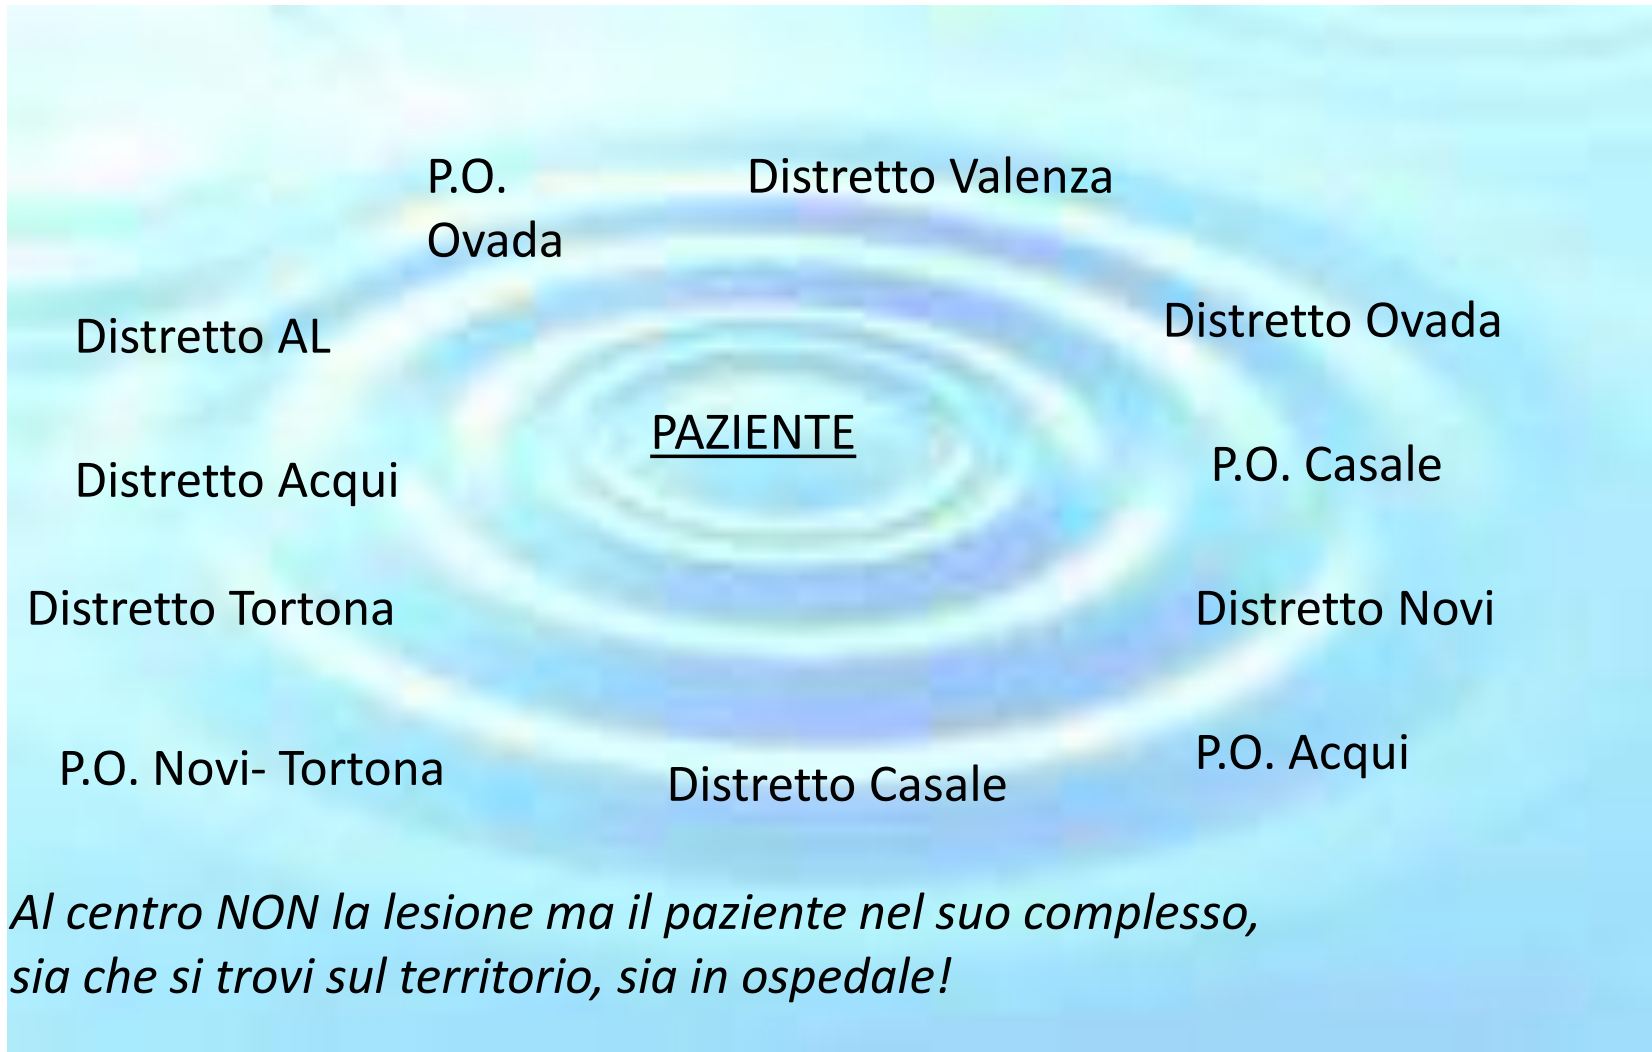 P.O.
Ovada
Distretto Valenza
Distretto AL
Distretto Ovada
PAZIENTE
Distretto Acqui
P.O. Casale
Distretto Tortona
Distretto Novi
P.O. Novi- Tortona
Distretto Casale
P.O. Acqui
Al centro NON la lesione ma il paziente nel suo complesso,
sia che si trovi sul territorio, sia in ospedale!